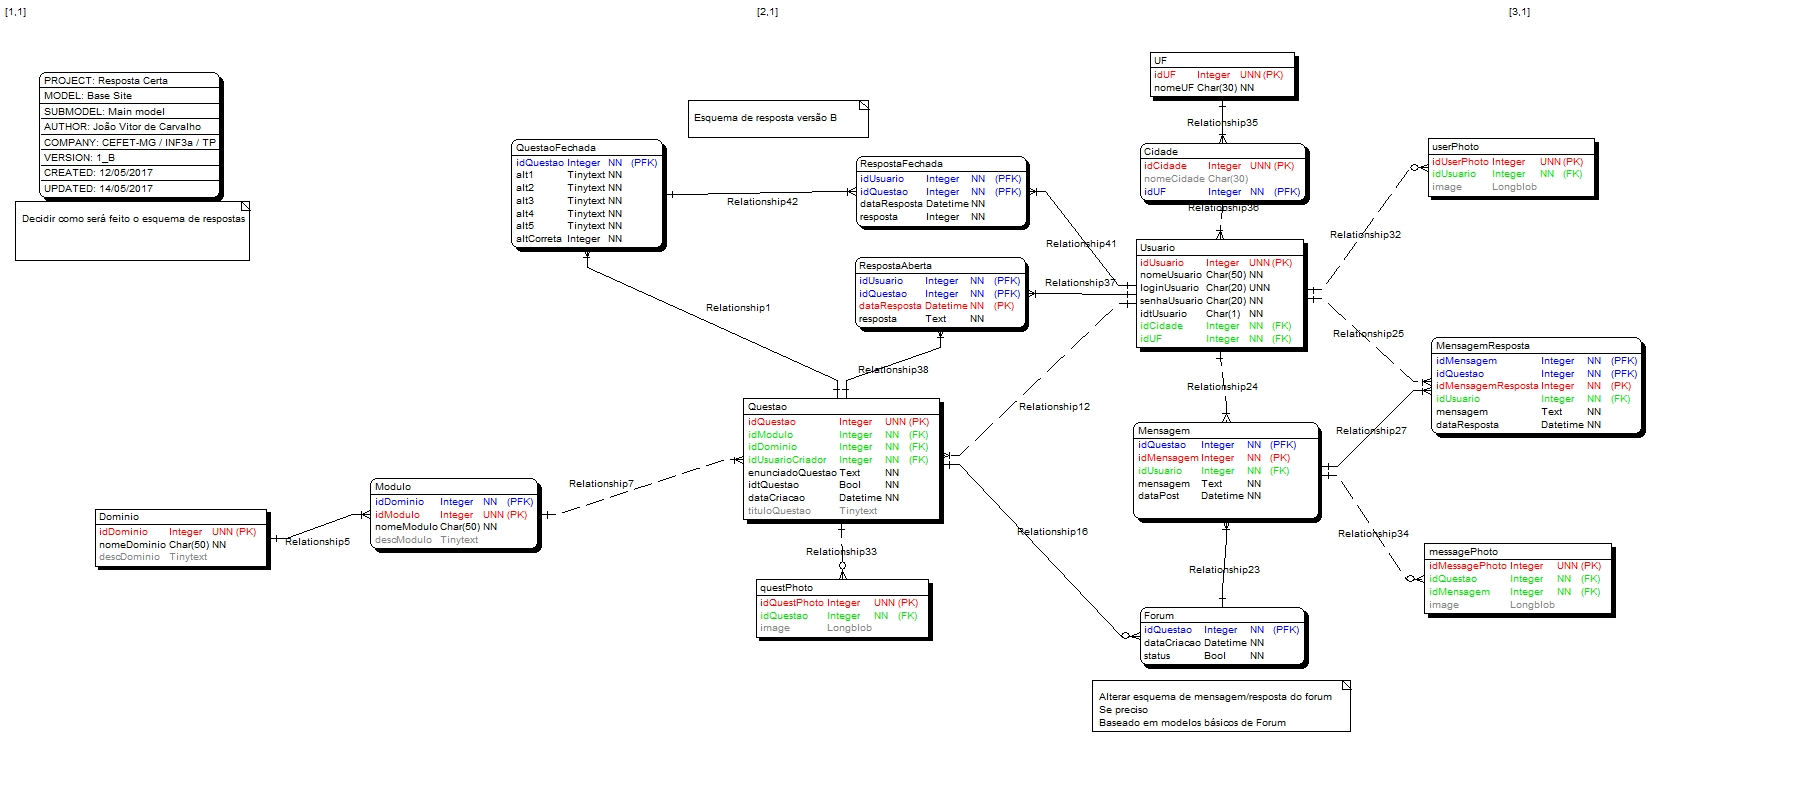 [1,1]
[2,1]
[3,1]
PROJECT: Resposta Certa
MODEL: Base Site
SUBMODEL: Main model
AUTHOR: João Vitor de Carvalho
COMPANY: CEFET-MG / INF3a / TP
VERSION: 1_B
CREATED: 12/05/2017
UPDATED: 14/05/2017
Decidir como será feito o esquema de respostas
Esquema de resposta versão B
QuestaoFechada
idQuestao Integer NN (PFK)
alt1 Tinytext NN
alt2 Tinytext NN
alt3 Tinytext NN
alt4 Tinytext NN
alt5 Tinytext NN
altCorreta Integer NN
Relationship42
RespostaFechada
idUsuario Integer NN (PFK)
idQuestao Integer NN (PFK)
dataResposta Datetime NN
resposta Integer NN
Relationship41
RespostaAberta
idUsuario Integer NN (PFK)
idQuestao Integer NN (PFK)
dataResposta Datetime NN (PK)
resposta Text NN
Relationship37
Relationship1
Relationship38
UF
idUF Integer UNN (PK)
nomeUF Char(30) NN
Relationship35
Cidade
idCidade Integer UNN (PK)
nomeCidade Char(30)
idUF Integer NN (PFK)
Relationship36
Usuario
idUsuario Integer UNN (PK)
nomeUsuario Char(50) NN
loginUsuario Char(20) UNN
senhaUsuario Char(20) NN
idtUsuario Char(1) NN
idCidade Integer NN (FK)
idUF Integer NN (FK)
userPhoto
idUserPhoto Integer UNN (PK)
idUsuario Integer NN (FK)
image Longblob
Relationship32
Relationship25
MensagemResposta
idMensagem Integer NN (PFK)
idQuestao Integer NN (PFK)
idMensagemResposta Integer NN (PK)
idUsuario Integer NN (FK)
mensagem Text NN
dataResposta Datetime NN
Relationship24
Relationship12
Relationship27
Mensagem
idQuestao Integer NN (PFK)
idMensagem Integer NN (PK)
idUsuario Integer NN (FK)
mensagem Text NN
dataPost Datetime NN
Questao
idQuestao Integer UNN (PK)
idModulo Integer NN (FK)
idDominio Integer NN (FK)
idUsuarioCriador Integer NN (FK)
enunciadoQuestao Text NN
idtQuestao Bool NN
dataCriacao Datetime NN
tituloQuestao Tinytext
Relationship7
Modulo
idDominio Integer NN (PFK)
idModulo Integer UNN (PK)
nomeModulo Char(50) NN
descModulo Tinytext
Dominio
idDominio Integer UNN (PK)
nomeDominio Char(50) NN
descDominio Tinytext
Relationship5
Relationship33
questPhoto
idQuestPhoto Integer UNN (PK)
idQuestao Integer NN (FK)
image Longblob
Relationship16
Relationship23
Relationship34
messagePhoto
idMessagePhoto Integer UNN (PK)
idQuestao Integer NN (FK)
idMensagem Integer NN (FK)
image Longblob
Forum
idQuestao Integer NN (PFK)
dataCriacao Datetime NN
status Bool NN
Alterar esquema de mensagem/resposta do forum
Se preciso
Baseado em modelos básicos de Forum